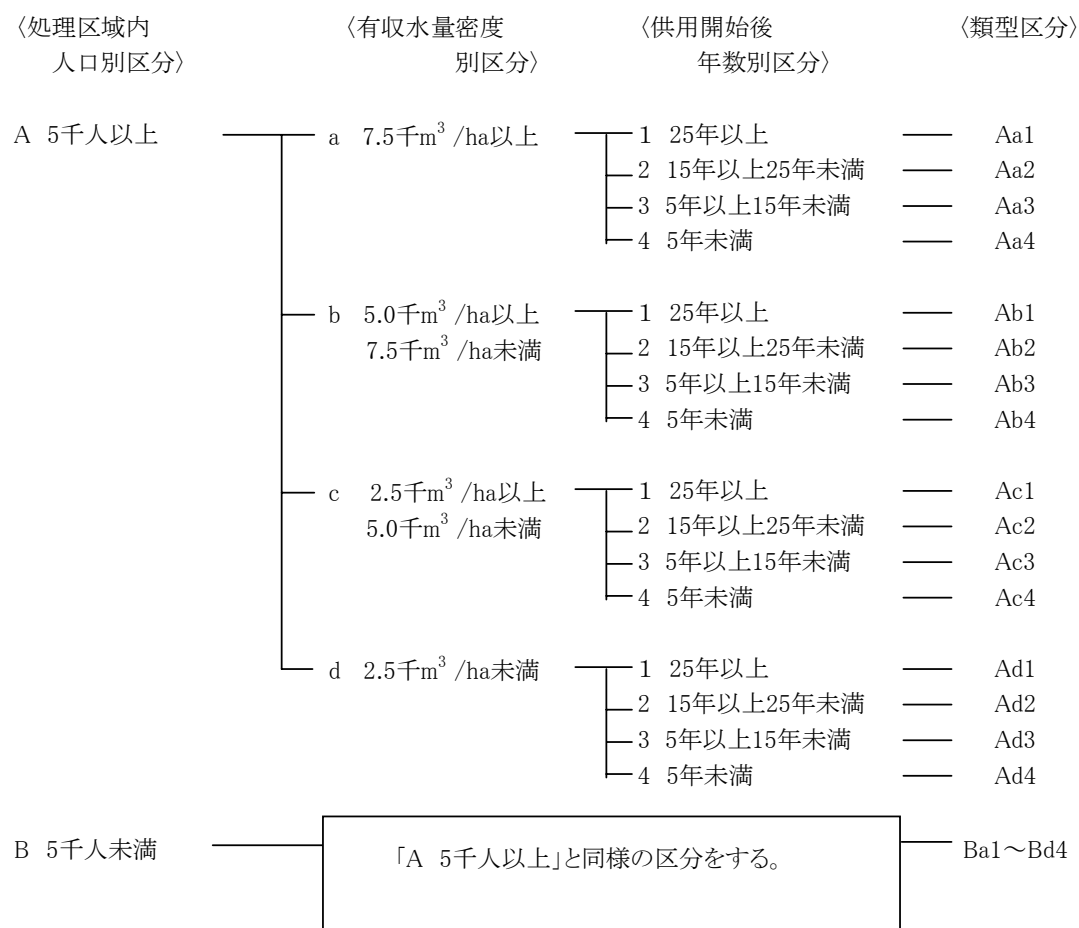 〈処理区域内 〈有収水量密度 〈供用開始後 〈類型区分〉
人口別区分〉 別区分〉 年数別区分〉
A 5千人以上 a 7.5千m³/ha以上 1 25年以上 Aa1
2 15年以上25年未満 Aa2
3 5年以上15年未満 Aa3
4 5年未満 Aa4
b 5.0千m³/ha以上 1 25年以上 Ab1
7.5千m³/ha未満 2 15年以上25年未満 Ab2
3 5年以上15年未満 Ab3
4 5年未満 Ab4
c 2.5千m³/ha以上 1 25年以上 Ac1
5.0千m³/ha未満 2 15年以上25年未満 Ac2
3 5年以上15年未満 Ac3
4 5年未満 Ac4
d 2.5千m³/ha未満 1 25年以上 Ad1
2 15年以上25年未満 Ad2
3 5年以上15年未満 Ad3
4 5年未満 Ad4
B 5千人未満 「A 5千人以上」と同様の区分をする。 Ba1～Bd4